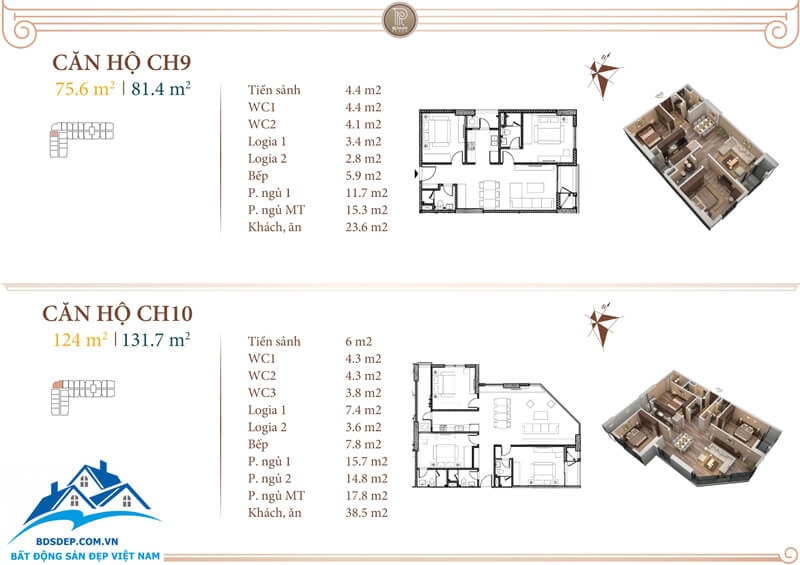 CĂN HỘ CH9
75.6 m² | 81.4 m²
Tiền sảnh 4.4 m2
WC1 4.4 m2
WC2 4.1 m2
Logia 1 3.4 m2
Logia 2 2.8 m2
Bếp 5.9 m2
P. ngủ 1 11.7 m2
P. ngủ MT 15.3 m2
Khách, ăn 23.6 m2
CĂN HỘ CH10
124 m² | 131.7 m²
Tiền sảnh 6 m2
WC1 4.3 m2
WC2 4.3 m2
WC3 3.8 m2
Logia 1 7.4 m2
Logia 2 3.6 m2
Bếp 7.8 m2
P. ngủ 1 15.7 m2
P. ngủ 2 14.8 m2
P. ngủ MT 17.8 m2
Khách, ăn 38.5 m2
BDSDEP.COM.VN
BẤT ĐỘNG SẢN ĐẸP VIỆT NAM